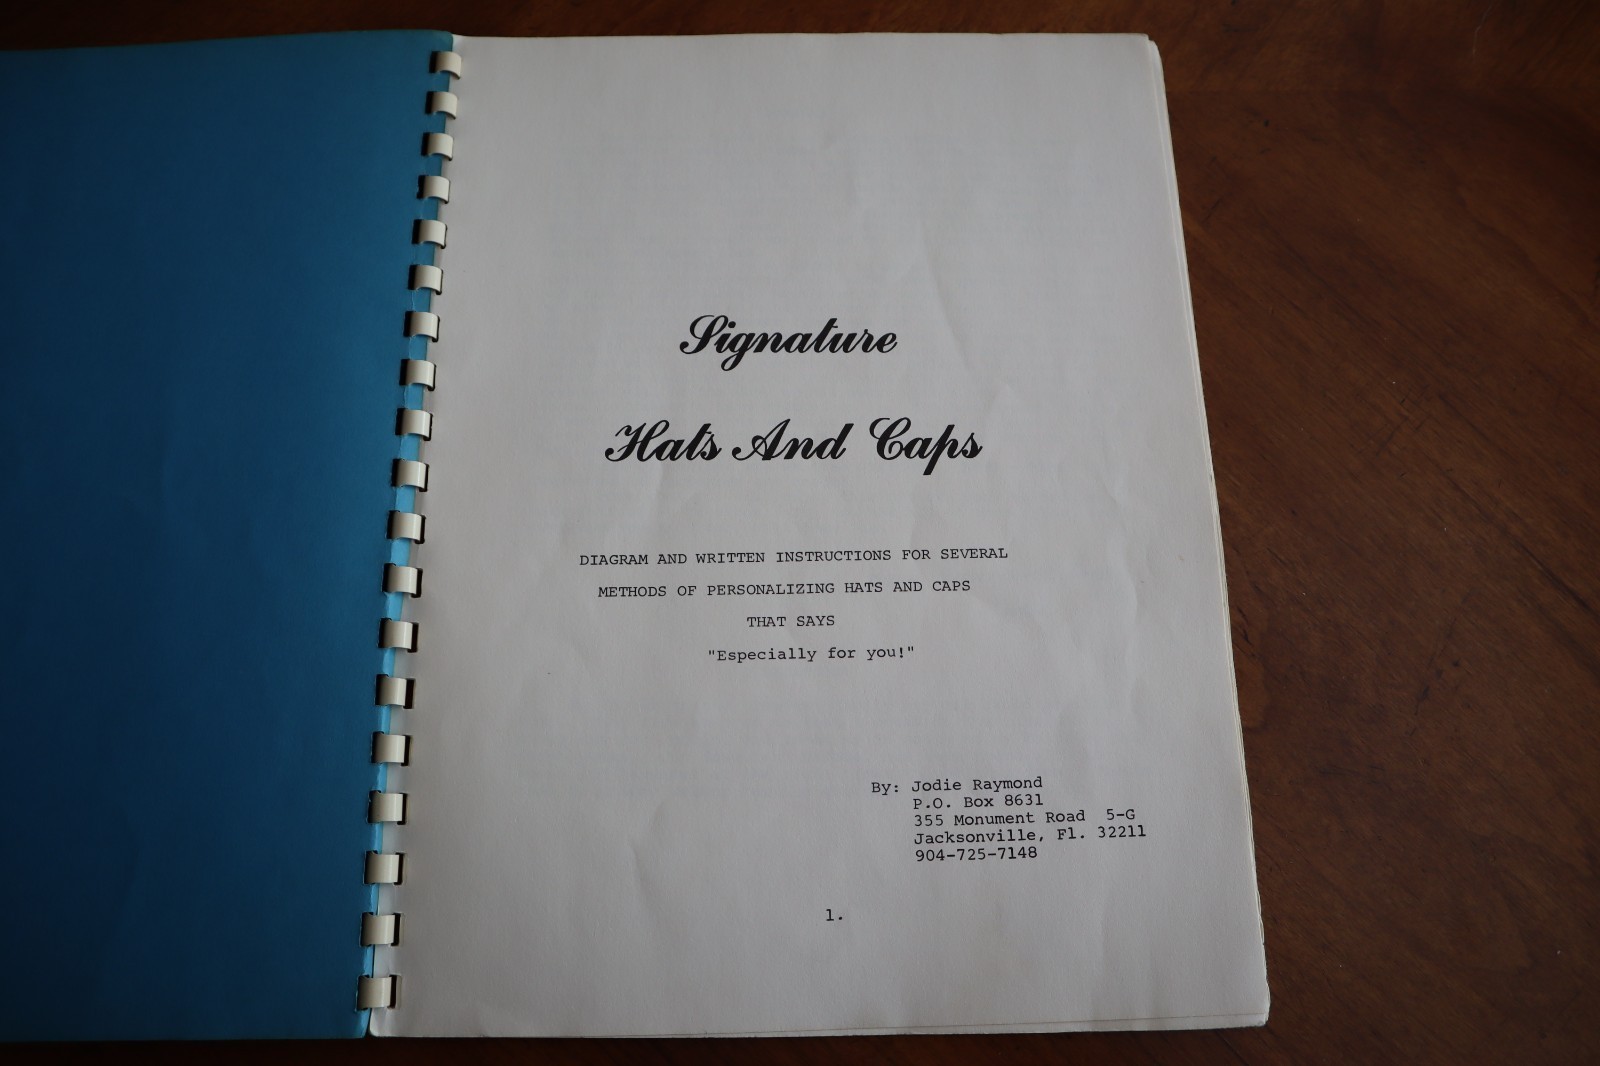 Signature
Hats And Caps
DIAGRAM AND WRITTEN INSTRUCTIONS FOR SEVERAL
METHODS OF PERSONALIZING HATS AND CAPS
THAT SAYS
"Especially for you!"
By: Jodie Raymond
P.O. Box 8631
355 Monument Road 5-G
Jacksonville, Fl. 32211
904-725-7148
1.